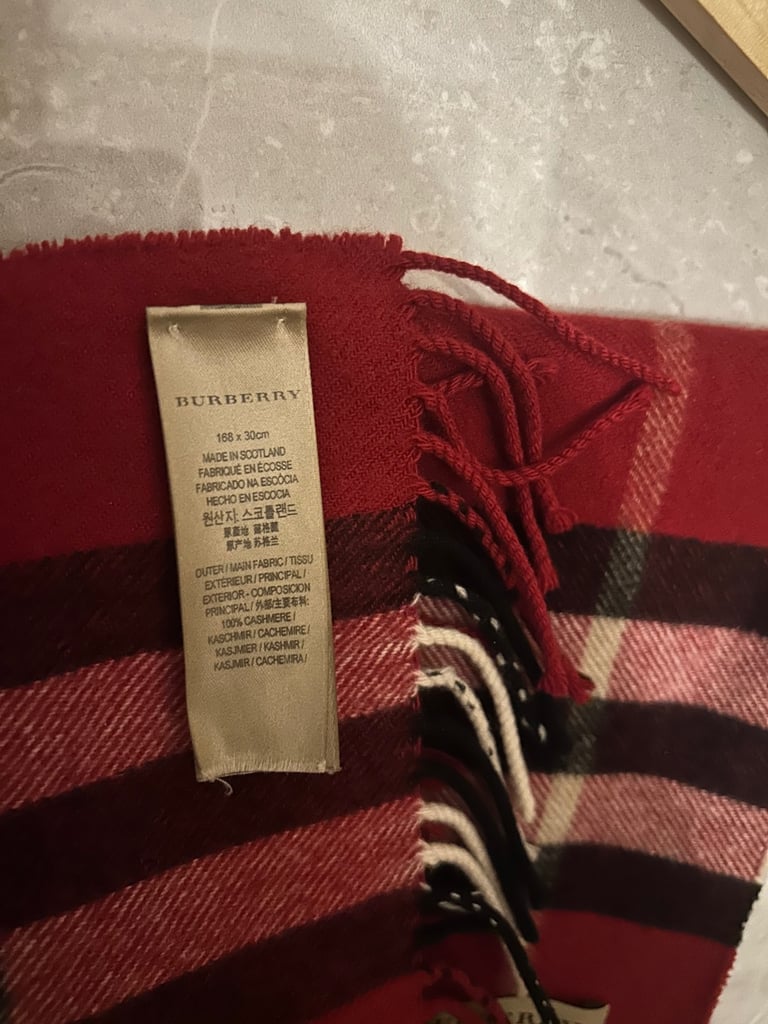 BURBERRY
168 x 30cm
MADE IN SCOTLAND
FABRIQUÉ EN ÉCOSSE
FABRICADO NA ESCÓCIA
HECHO EN ESCOCIA
원산지: 스코틀랜드
原產地 蘇格蘭
原产地 苏格兰
OUTER / MAIN FABRIC / TISSU
EXTÉRIEUR / PRINCIPAL /
EXTERIOR - COMPOSICION
PRINCIPAL / 外部/主要布料:
100% CASHMERE /
KASCHMIR / CACHEMIRE /
KASJMIER / KASHMIR /
KASJMIR / CACHEMIRA /